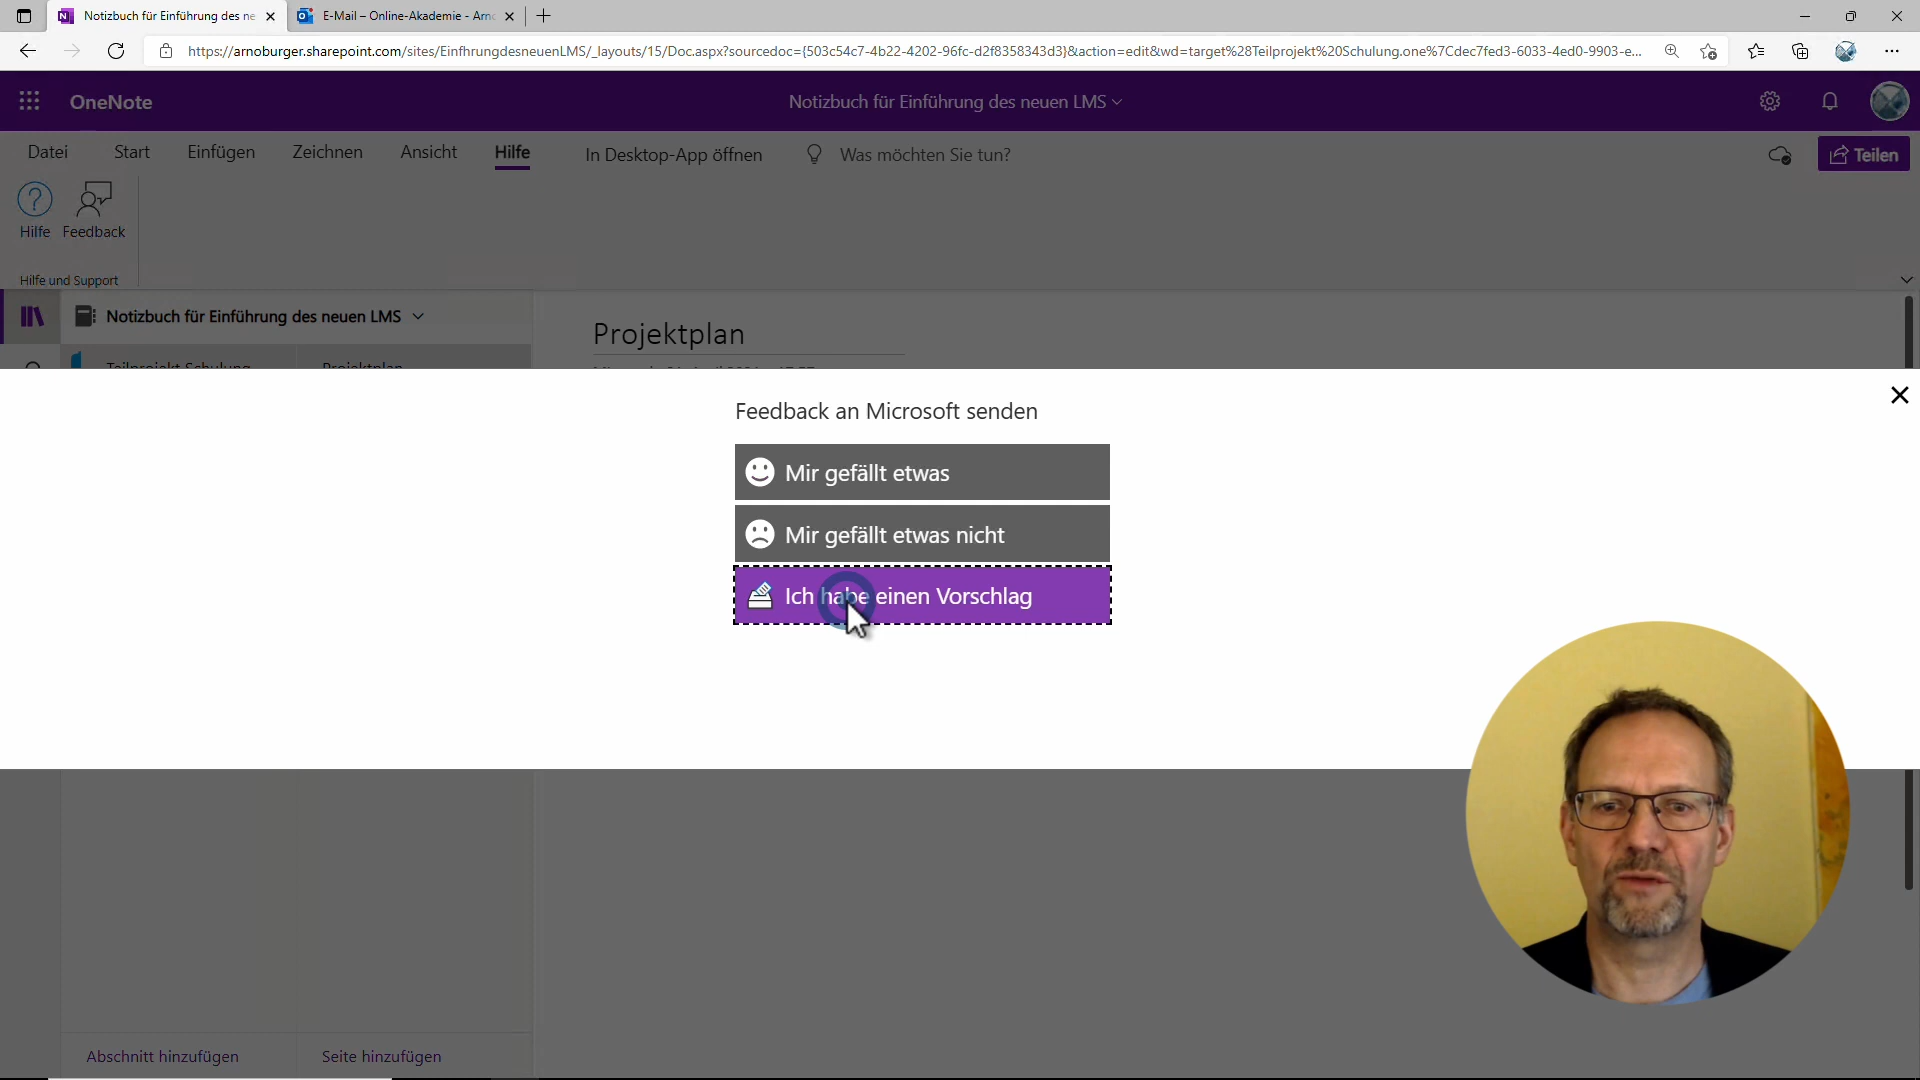 Notizbuch für Einführung des ne
E-Mail – Online-Akademie - Arno
https://arnoburger.sharepoint.com/sites/EinfhrungdesneuenLMS/_layouts/15/Doc.aspx?sourcedoc={503c54c7-4b22-4202-96fc-d2f8358343d3}&action=edit&wd=target%28Teilprojekt%20Schulung.one%7Cdec7fed3-6033-4ed0-9903-e...
OneNote
Notizbuch für Einführung des neuen LMS
Datei Start Einfügen Zeichnen Ansicht Hilfe In Desktop-App öffnen Was möchten Sie tun? Teilen
Hilfe Feedback
Hilfe und Support
Notizbuch für Einführung des neuen LMS
Projektplan
Teilprojekt Schulung Projektplan
Feedback an Microsoft senden
Mir gefällt etwas
Mir gefällt etwas nicht
Ich habe einen Vorschlag
Abschnitt hinzufügen Seite hinzufügen